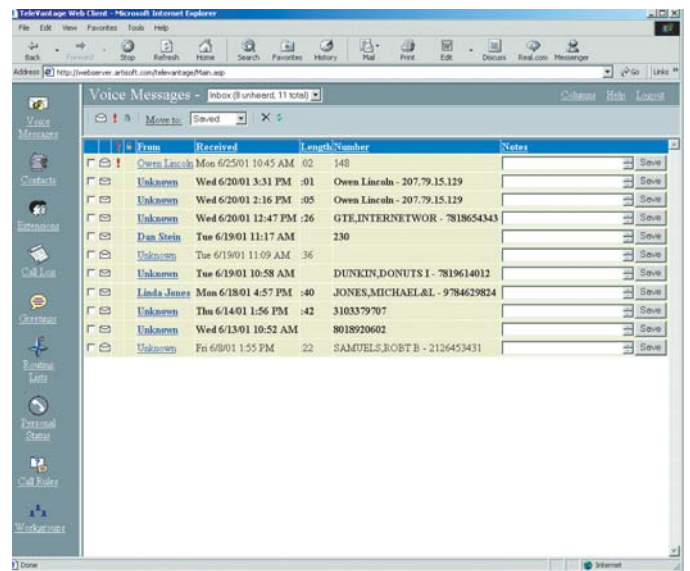 TeleVantage Web Client - Microsoft Internet Explorer
File Edit View Favorites Tools Help
Back Forward Stop Refresh Home Search Favorites History Mail Print Edit Discuss Real.com Messenger
Address http://webserver.artisoft.com/televantage/Main.asp Go Links »
Voice Messages - Inbox (8 unheard, 11 total) Columns Help Logout
Move to: Saved
From Received Length Number Notes
Owen Lincoln Mon 6/25/01 10:45 AM :02 148 Save
Unknown Wed 6/20/01 3:31 PM :01 Owen Lincoln - 207.79.15.129 Save
Unknown Wed 6/20/01 2:16 PM :05 Owen Lincoln - 207.79.15.129 Save
Unknown Wed 6/20/01 12:47 PM :26 GTE,INTERNETWOR - 7818654343 Save
Dan Stein Tue 6/19/01 11:17 AM 230 Save
Unknown Tue 6/19/01 11:09 AM :36 Save
Unknown Tue 6/19/01 10:58 AM DUNKIN,DONUTS I - 7819614012 Save
Linda Jones Mon 6/18/01 4:57 PM :40 JONES,MICHAEL&L - 9784629824 Save
Unknown Thu 6/14/01 1:56 PM :42 3103379707 Save
Unknown Wed 6/13/01 10:52 AM 8018920602 Save
Unknown Fri 6/8/01 1:55 PM :22 SAMUELS,ROBT B - 2126453431 Save
Voice
Messages
Contacts
Extensions
Call Log
Greetings
Routing
Lists
Personal
Status
Call Rules
Workgroups
Done Internet